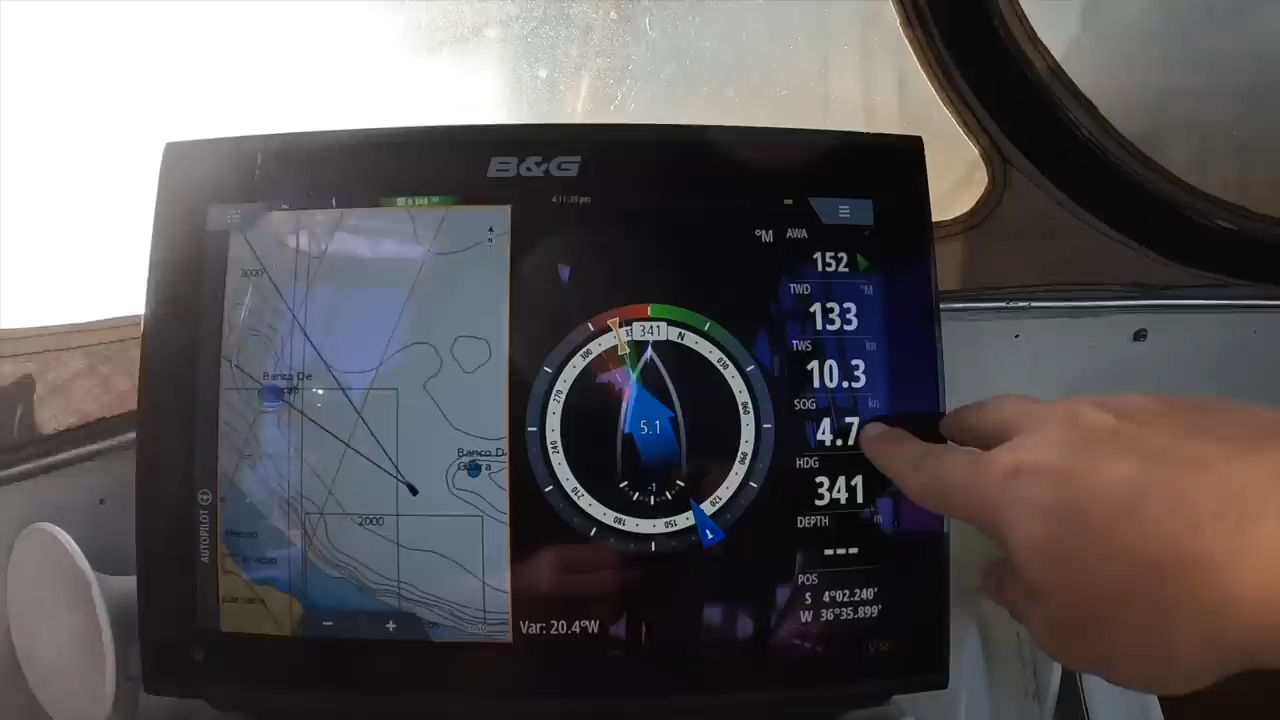 B&G
4:11:39 pm
N
3000
Banco De
Banco D
2000
AUTOPILOT
°M
341
N
030
060
090
120
150
180
210
240
270
300
5.1
-1
Var: 20.4°W
AWA
152
TWD °M
133
TWS kn
10.3
SOG kn
4.7
HDG
341
DEPTH m
---
POS
S 4°02.240'
W 36°35.899'